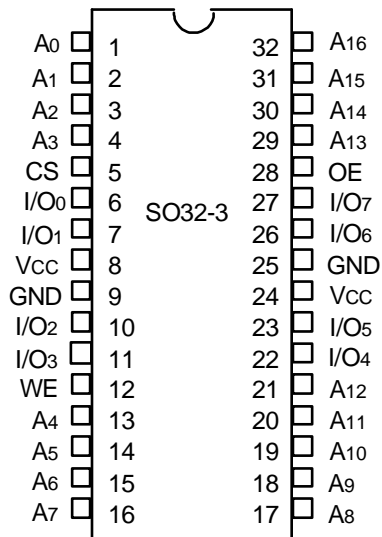 A0 1 32 A16
A1 2 31 A15
A2 3 30 A14
A3 4 29 A13
CS 5 28 OE
I/O0 6 27 I/O7
SO32-3
I/O1 7 26 I/O6
VCC 8 25 GND
GND 9 24 VCC
I/O2 10 23 I/O5
I/O3 11 22 I/O4
WE 12 21 A12
A4 13 20 A11
A5 14 19 A10
A6 15 18 A9
A7 16 17 A8